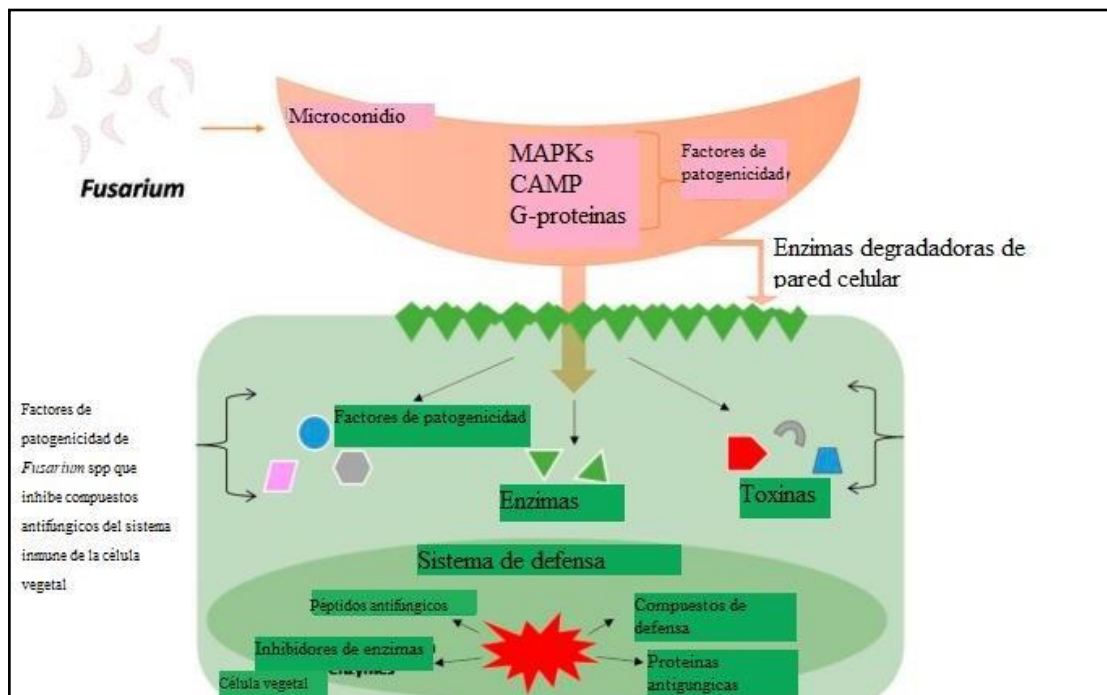 Microconidio
Fusarium
MAPKs
CAMP
G-proteinas
Factores de
patogenicidad
Enzimas degradadoras de
pared celular
Factores de
patogenicidad de
Fusarium spp que
inhibe compuestos
antifúngicos del sistema
inmune de la célula
vegetal
Factores de patogenicidad
Enzimas
Toxinas
Sistema de defensa
Péptidos antifúngicos
Compuestos de
defensa
Inhibidores de enzimas
enzymes
Proteinas
antigungicas
Célula vegetal